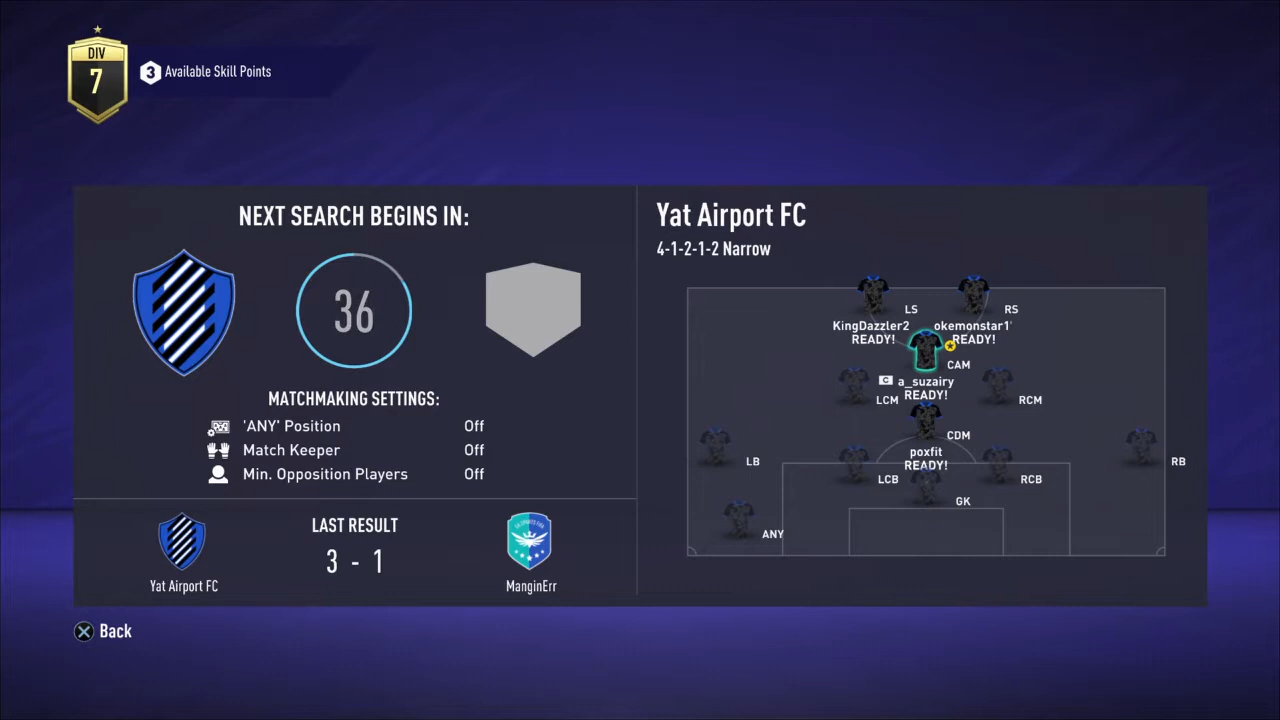 DIV
7
3 Available Skill Points
NEXT SEARCH BEGINS IN:
36
MATCHMAKING SETTINGS:
'ANY' Position Off
Match Keeper Off
Min. Opposition Players Off
LAST RESULT
3 - 1
Yat Airport FC
ManginErr
Yat Airport FC
4-1-2-1-2 Narrow
LS
RS
KingDazzler2
okemonstar1'
READY!
READY!
CAM
C a_suzairy
READY!
LCM
RCM
CDM
poxfit
READY!
LB
RB
LCB
RCB
GK
ANY
Back